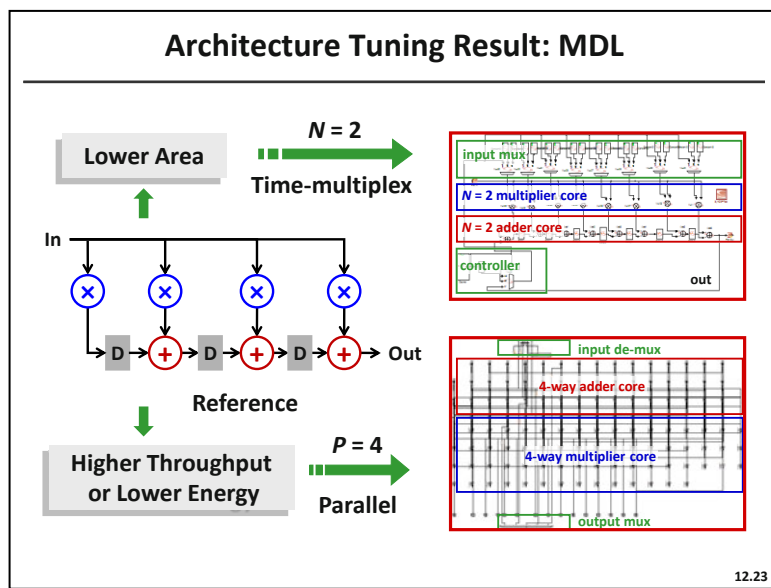 Architecture Tuning Result: MDL
Lower Area
N = 2
Time-multiplex
input mux
N = 2 multiplier core
N = 2 adder core
controller
out
In
× × × ×
D + D + D + Out
Reference
Higher Throughput
or Lower Energy
P = 4
Parallel
input de-mux
4-way adder core
4-way multiplier core
output mux
12.23